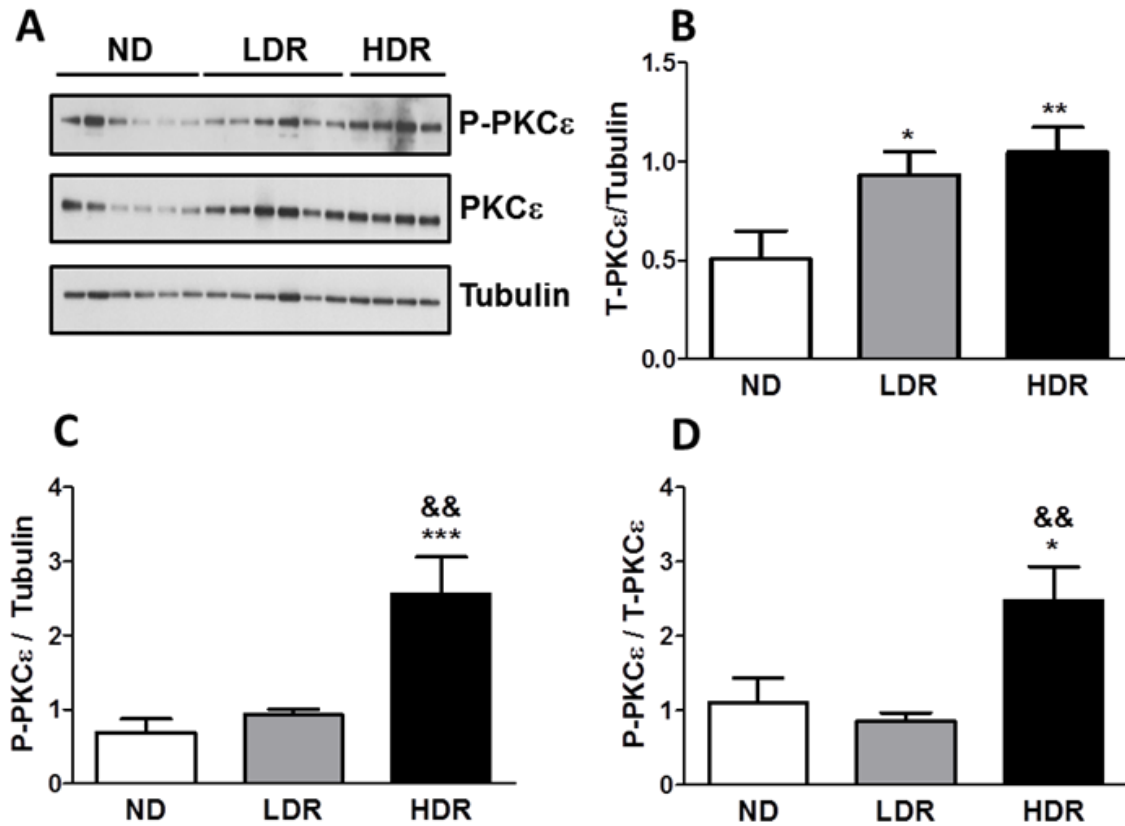 A
ND LDR HDR
P-PKCε
PKCε
Tubulin
B
T-PKCε/Tubulin
1.5
1.0
0.5
0.0
*
**
ND LDR HDR
C
P-PKCε / Tubulin
4
3
2
1
0
&&
***
ND LDR HDR
D
P-PKCε / T-PKCε
4
3
2
1
0
&&
*
ND LDR HDR